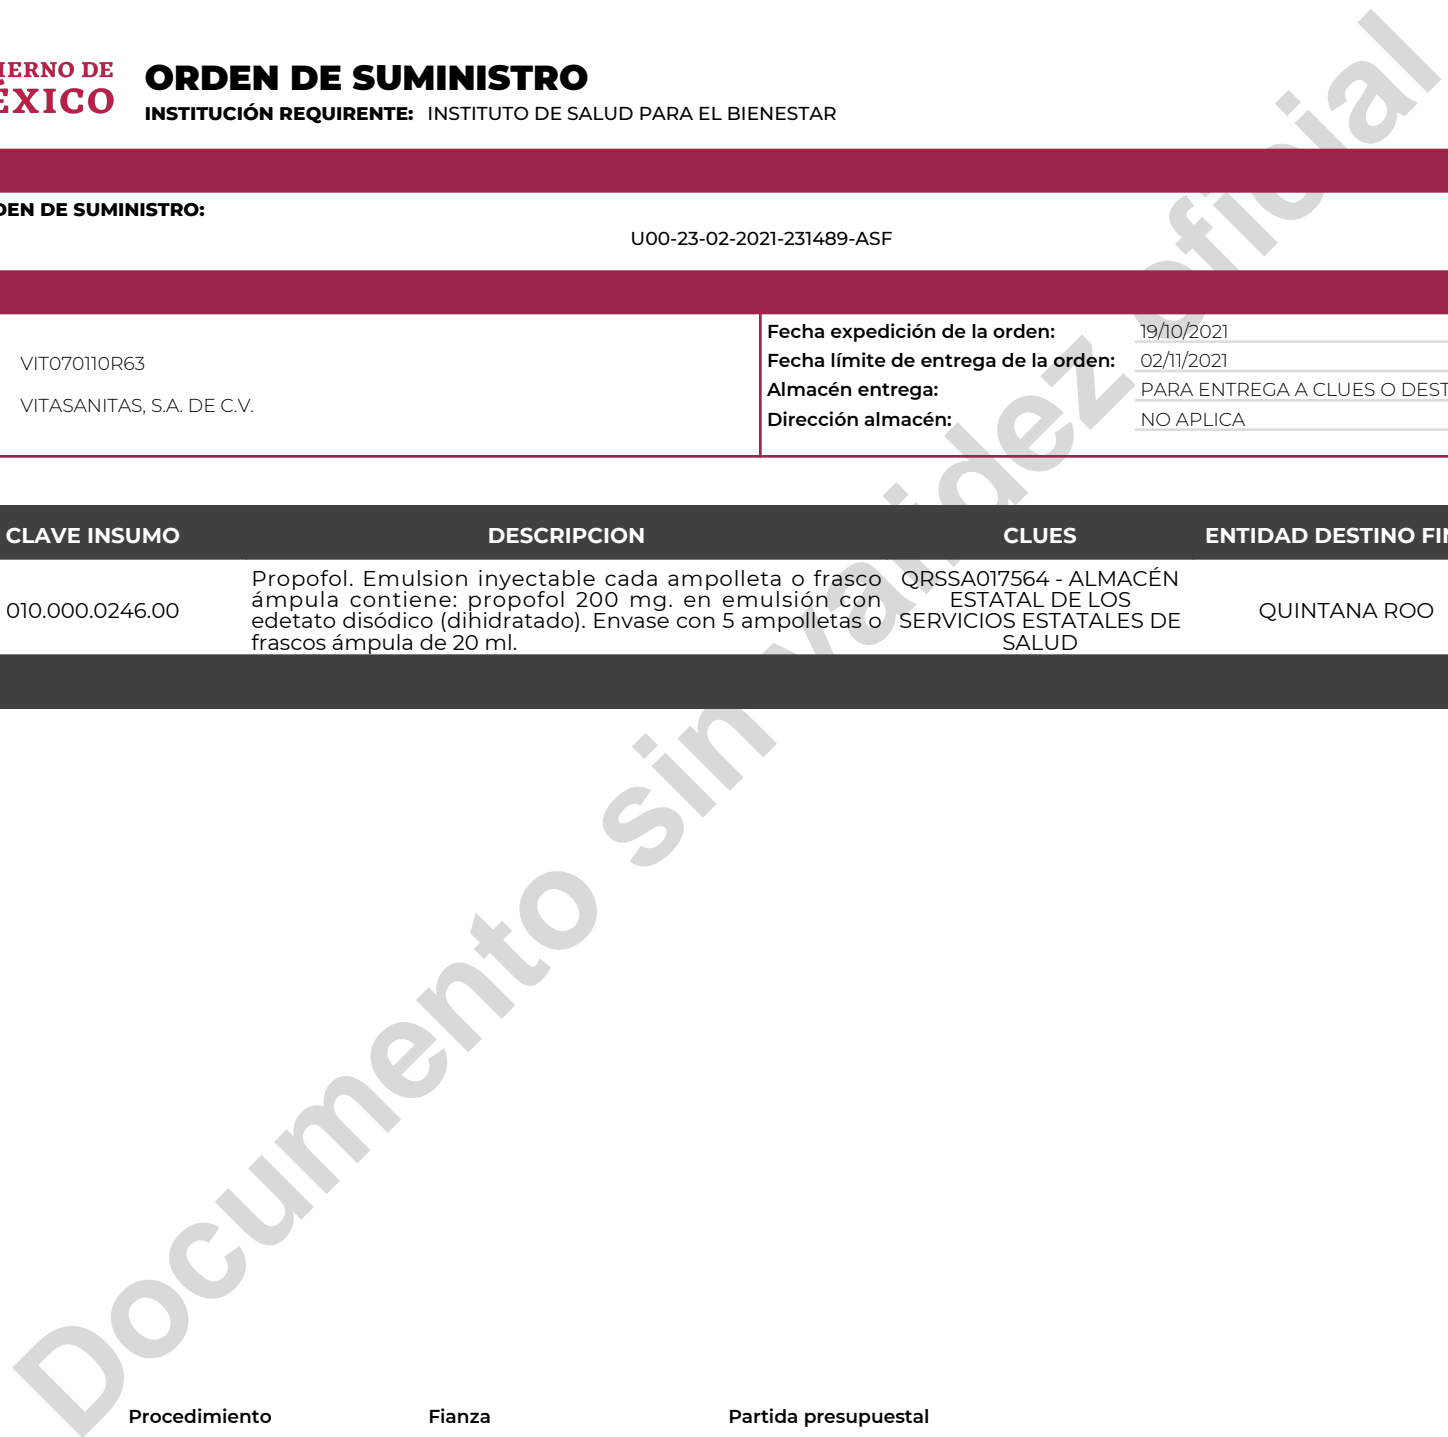 IERNO DE
ÉXICO
ORDEN DE SUMINISTRO
INSTITUCIÓN REQUIRENTE: INSTITUTO DE SALUD PARA EL BIENESTAR
DEN DE SUMINISTRO:
U00-23-02-2021-231489-ASF
VIT070110R63
VITASANITAS, S.A. DE C.V.
Fecha expedición de la orden: 19/10/2021
Fecha límite de entrega de la orden: 02/11/2021
Almacén entrega: PARA ENTREGA A CLUES O DEST
Dirección almacén: NO APLICA
CLAVE INSUMO DESCRIPCION CLUES ENTIDAD DESTINO FIN
010.000.0246.00
Propofol. Emulsion inyectable cada ampolleta o frasco
ámpula contiene: propofol 200 mg. en emulsión con
edetato disódico (dihidratado). Envase con 5 ampolletas o
frascos ámpula de 20 ml.
QRSSA017564 - ALMACÉN
ESTATAL DE LOS
SERVICIOS ESTATALES DE
SALUD
QUINTANA ROO
Documento sin validez oficial
Procedimiento Fianza Partida presupuestal